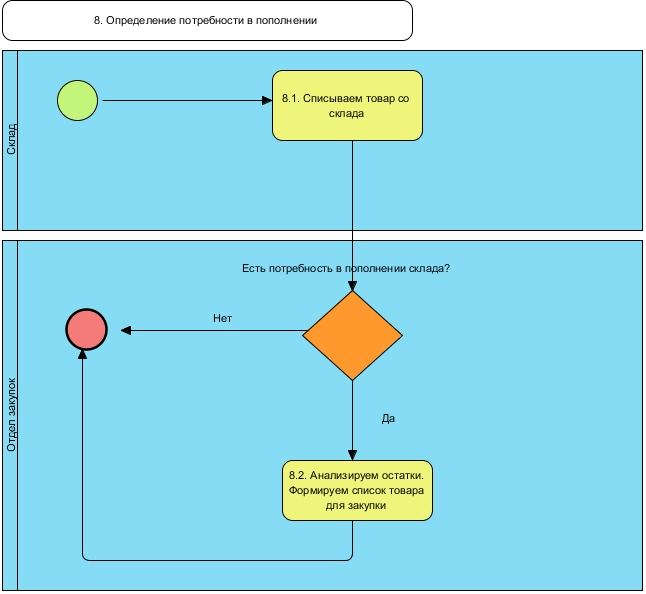 8. Определение потребности в пополнении
Склад
8.1. Списываем товар со
склада
Отдел закупок
Есть потребность в пополнении склада?
Нет
Да
8.2. Анализируем остатки.
Формируем список товара
для закупки